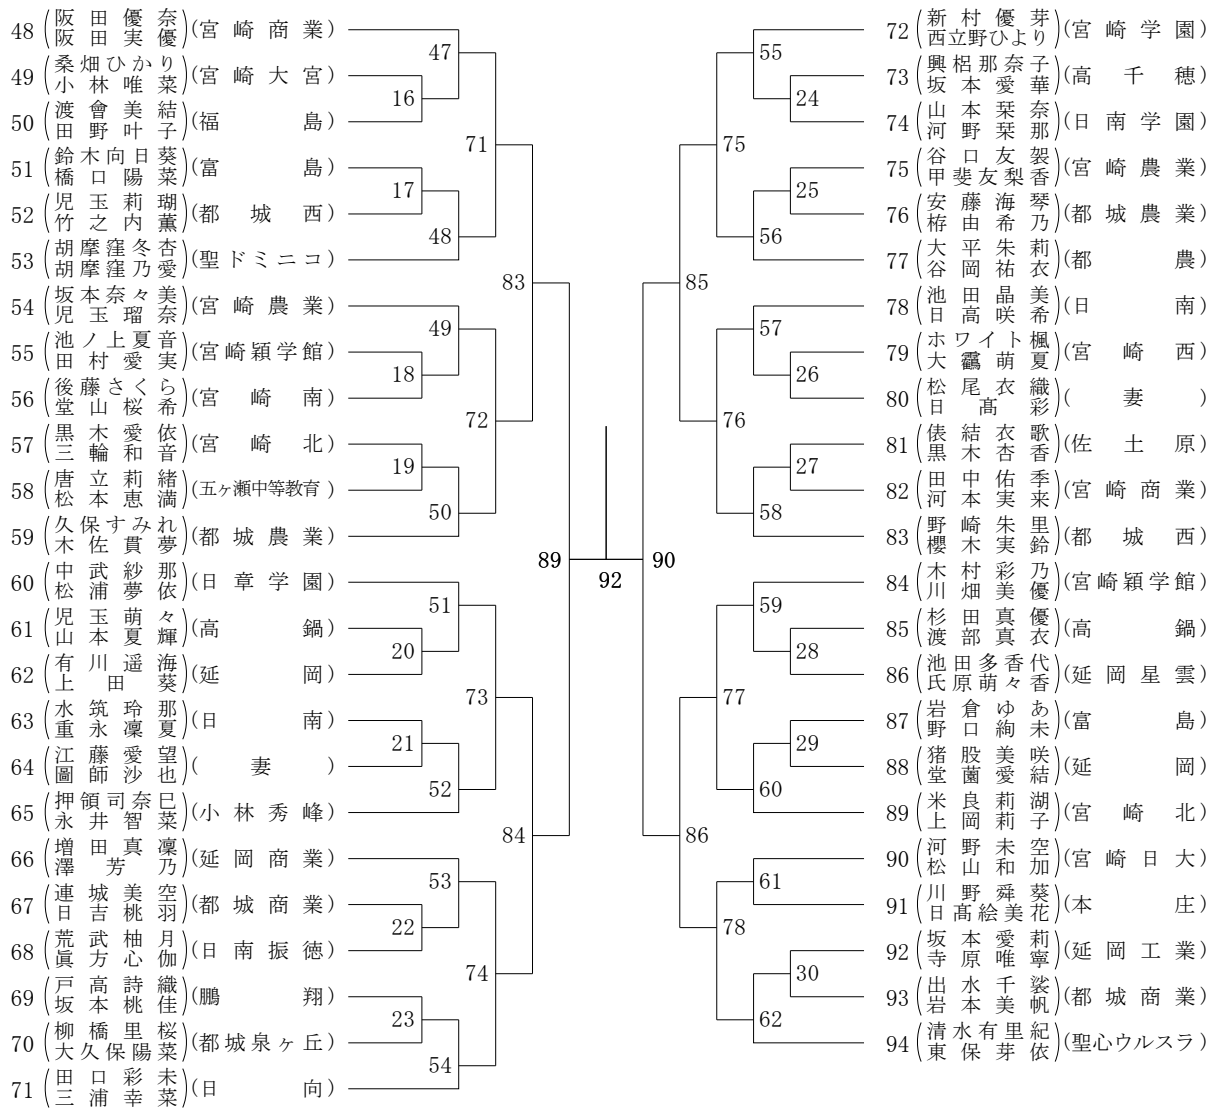 48 (阪田優奈 阪田実優)(宮崎商業)
49 (桑畑ひかり 小林唯菜)(宮崎大宮)
50 (渡會美結 田野叶子)(福島)
51 (鈴木向日葵 橋口陽菜)(富島)
52 (児玉莉瑚 竹之内薫)(都城西)
53 (胡摩窪冬杏 胡摩窪乃愛)(聖ドミニコ)
54 (坂本奈々美 児玉瑠奈)(宮崎農業)
55 (池ノ上夏音 田村愛実)(宮崎穎学館)
56 (後藤さくら 堂山桜希)(宮崎南)
57 (黒木愛依 三輪和音)(宮崎北)
58 (唐立莉緒 松本恵満)(五ヶ瀬中等教育)
59 (久保すみれ 木佐貫夢)(都城農業)
60 (中武紗那 松浦夢依)(日章学園)
61 (児玉萌々 山本夏輝)(高鍋)
62 (有川遥海 上田葵)(延岡)
63 (水筑玲那 重永凜夏)(日南)
64 (江藤愛望 圖師沙也)(妻)
65 (押領司奈巳 永井智菜)(小林秀峰)
66 (増田真凜 澤芳乃)(延岡商業)
67 (連城美空 日吉桃羽)(都城商業)
68 (荒武柚月 眞方心伽)(日南振徳)
69 (戸高詩織 坂本桃佳)(鵬翔)
70 (柳橋里桜 大久保陽菜)(都城泉ヶ丘)
71 (田口彩未 三浦幸菜)(日向)
47
16
71
17
48
83
49
18
72
19
50
89
51
20
73
21
52
84
53
22
74
23
54
92
90
55
24
75
25
56
85
57
26
76
27
58
59
28
77
29
60
86
61
78
30
62
72 (新村優芽 西立野ひより)(宮崎学園)
73 (興梠那奈子 坂本愛華)(高千穂)
74 (山本栞奈 河野栞那)(日南学園)
75 (谷口友袈 甲斐友梨香)(宮崎農業)
76 (安藤海琴 栫由希乃)(都城農業)
77 (大平朱莉 谷岡祐衣)(都農)
78 (池田晶美 日高咲希)(日南)
79 (ホワイト楓 大靏萌夏)(宮崎西)
80 (松尾衣織 日髙彩)(妻)
81 (俵結衣歌 黒木杏香)(佐土原)
82 (田中佑季 河本実来)(宮崎商業)
83 (野崎朱里 櫻木実鈴)(都城西)
84 (木村彩乃 川畑美優)(宮崎穎学館)
85 (杉田真優 渡部真衣)(高鍋)
86 (池田多香代 氏原萌々香)(延岡星雲)
87 (岩倉ゆあ 野口絢未)(富島)
88 (猪股美咲 堂薗愛結)(延岡)
89 (米良莉湖 上岡莉子)(宮崎北)
90 (河野未空 松山和加)(宮崎日大)
91 (川野舜葵 日髙絵美花)(本庄)
92 (坂本愛莉 寺原唯寧)(延岡工業)
93 (出水千裟 岩本美帆)(都城商業)
94 (清水有里紀 東保芽依)(聖心ウルスラ)